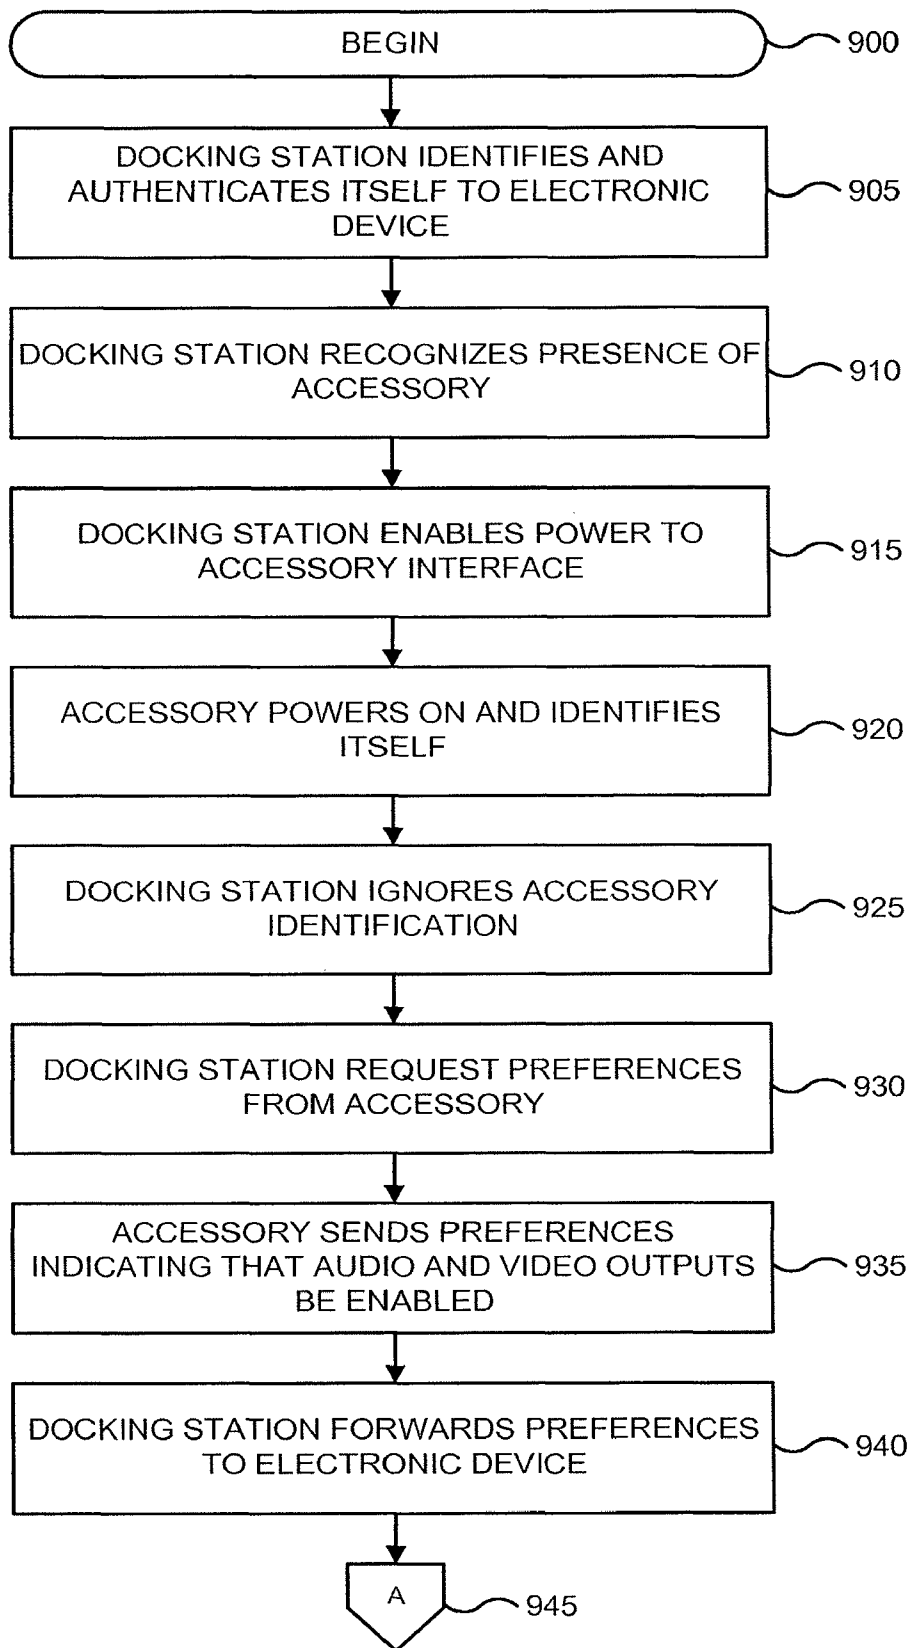 BEGIN
900
DOCKING STATION IDENTIFIES AND
AUTHENTICATES ITSELF TO ELECTRONIC
DEVICE
905
DOCKING STATION RECOGNIZES PRESENCE OF
ACCESSORY
910
DOCKING STATION ENABLES POWER TO
ACCESSORY INTERFACE
915
ACCESSORY POWERS ON AND IDENTIFIES
ITSELF
920
DOCKING STATION IGNORES ACCESSORY
IDENTIFICATION
925
DOCKING STATION REQUEST PREFERENCES
FROM ACCESSORY
930
ACCESSORY SENDS PREFERENCES
INDICATING THAT AUDIO AND VIDEO OUTPUTS
BE ENABLED
935
DOCKING STATION FORWARDS PREFERENCES
TO ELECTRONIC DEVICE
940
A
945